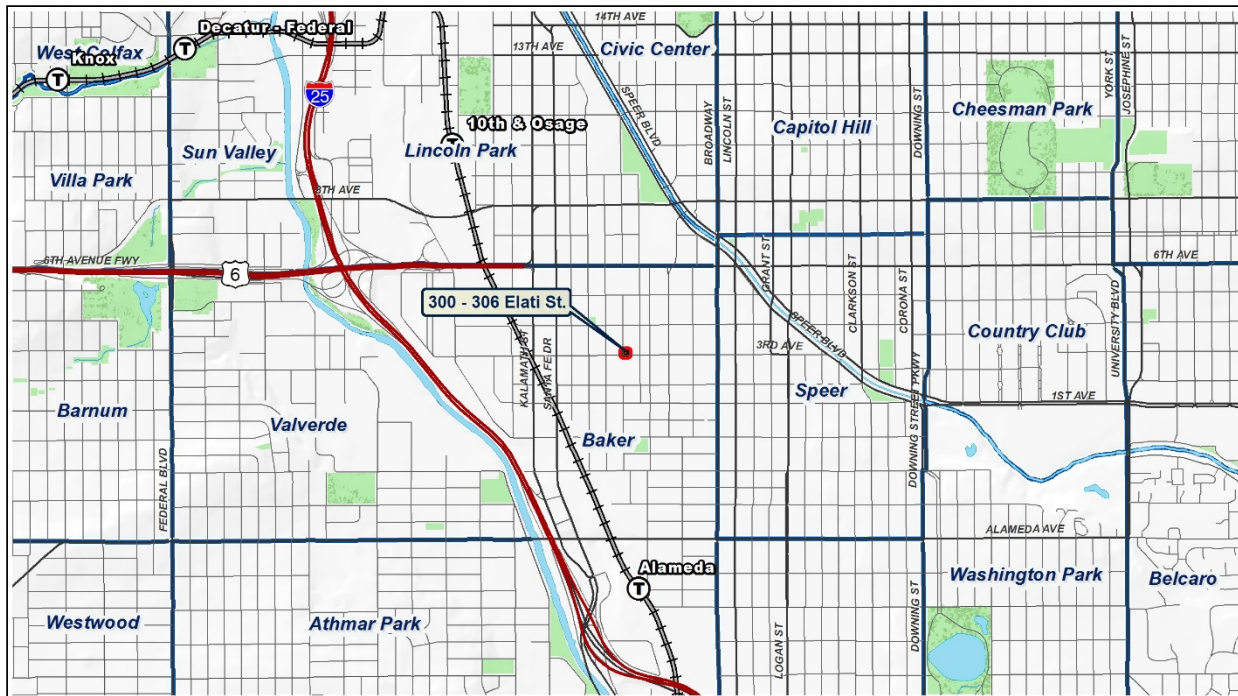 14TH AVE
Decatur - Federal
West Colfax
Knox
T
T
13TH AVE
Civic Center
YORK ST
JOSEPHINE ST
25
SPEER BLVD
BROADWAY
LINCOLN ST
Capitol Hill
DOWNING ST
Cheesman Park
10th & Osage
T
Lincoln Park
Sun Valley
Villa Park
8TH AVE
6TH AVENUE FWY
6
6TH AVE
GRANT ST
CLARKSON ST
CORONA ST
UNIVERSITY BLVD
300 - 306 Elati St.
KALAMATH ST
SANTA FE DR
3RD AVE
SPEER BLVD
Country Club
DOWNING STREET PKWY
Speer
1ST AVE
Barnum
Valverde
Baker
FEDERAL BLVD
ALAMEDA AVE
Alameda
T
Washington Park
Belcaro
Westwood
Athmar Park
LOGAN ST
DOWNING ST